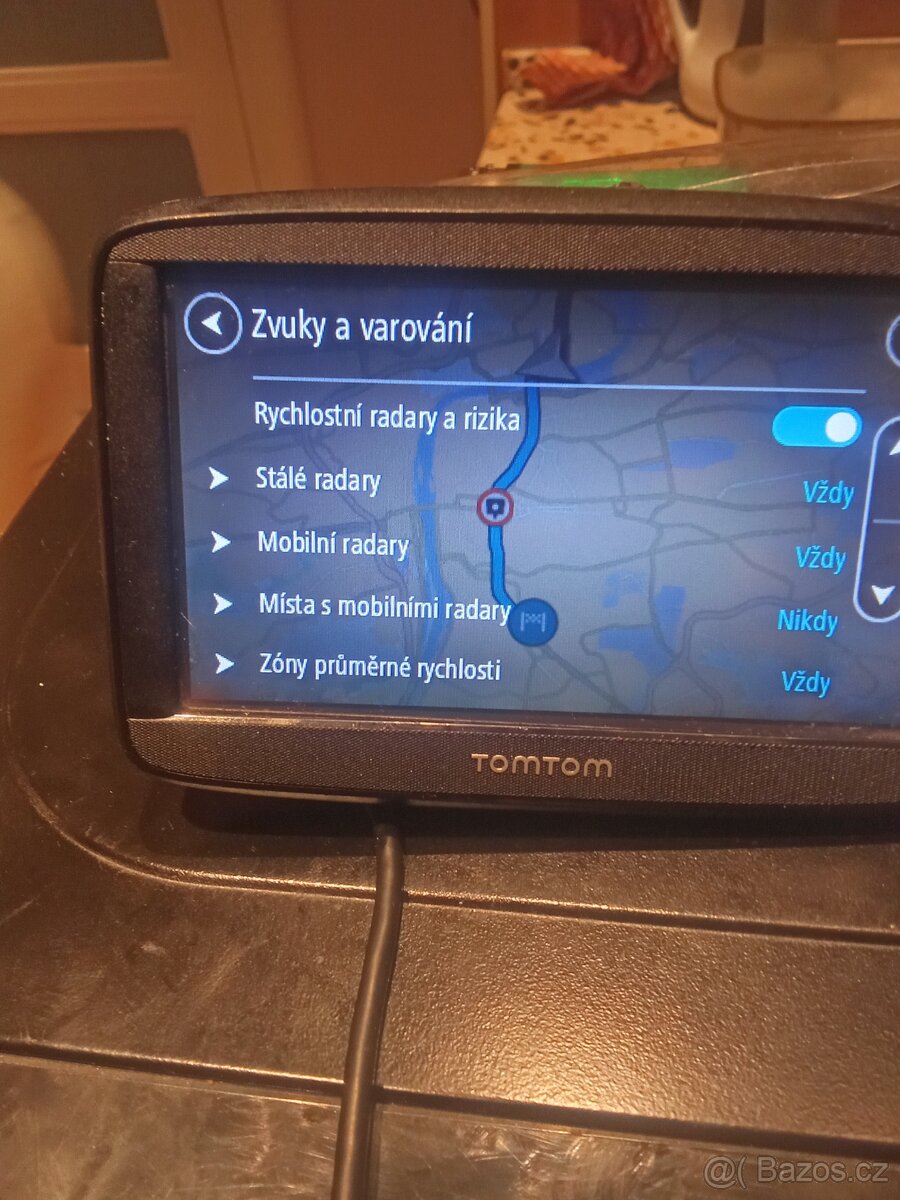 Zvuky a varování
Rychlostní radary a rizika
Stálé radary Vždy
Mobilní radary Vždy
Místa s mobilními radary Nikdy
Zóny průměrné rychlosti Vždy
TOMTOM
@( Bazos.cz